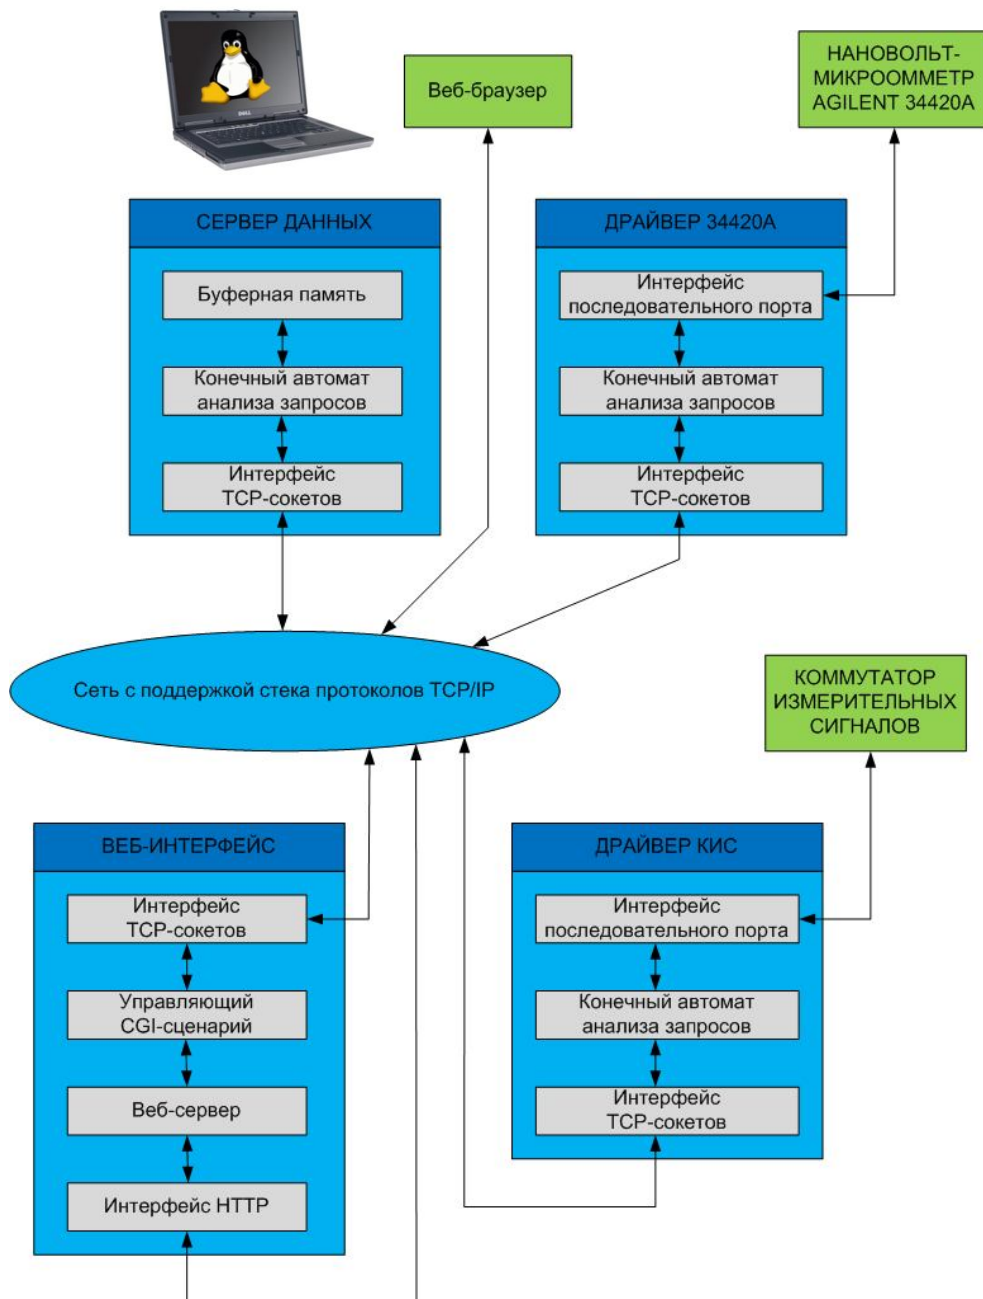 Веб-браузер
НАНОВОЛЬТ-
МИКРООММЕТР
AGILENT 34420A
СЕРВЕР ДАННЫХ
Буферная память
Конечный автомат
анализа запросов
Интерфейс
TCP-сокетов
ДРАЙВЕР 34420А
Интерфейс
последовательного порта
Конечный автомат
анализа запросов
Интерфейс
TCP-сокетов
Сеть с поддержкой стека протоколов TCP/IP
КОММУТАТОР
ИЗМЕРИТЕЛЬНЫХ
СИГНАЛОВ
ВЕБ-ИНТЕРФЕЙС
Интерфейс
TCP-сокетов
Управляющий
CGI-сценарий
Веб-сервер
Интерфейс HTTP
ДРАЙВЕР КИС
Интерфейс
последовательного порта
Конечный автомат
анализа запросов
Интерфейс
TCP-сокетов